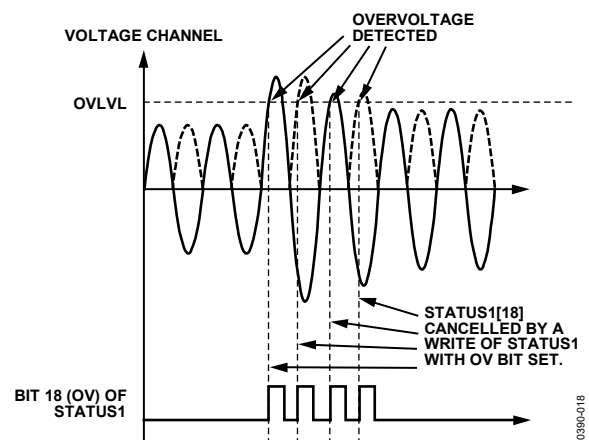 OVERVOLTAGE
DETECTED
VOLTAGE CHANNEL
OVLVL
STATUS1[18]
CANCELLED BY A
WRITE OF STATUS1
WITH OV BIT SET.
BIT 18 (OV) OF
STATUS1
0390-018